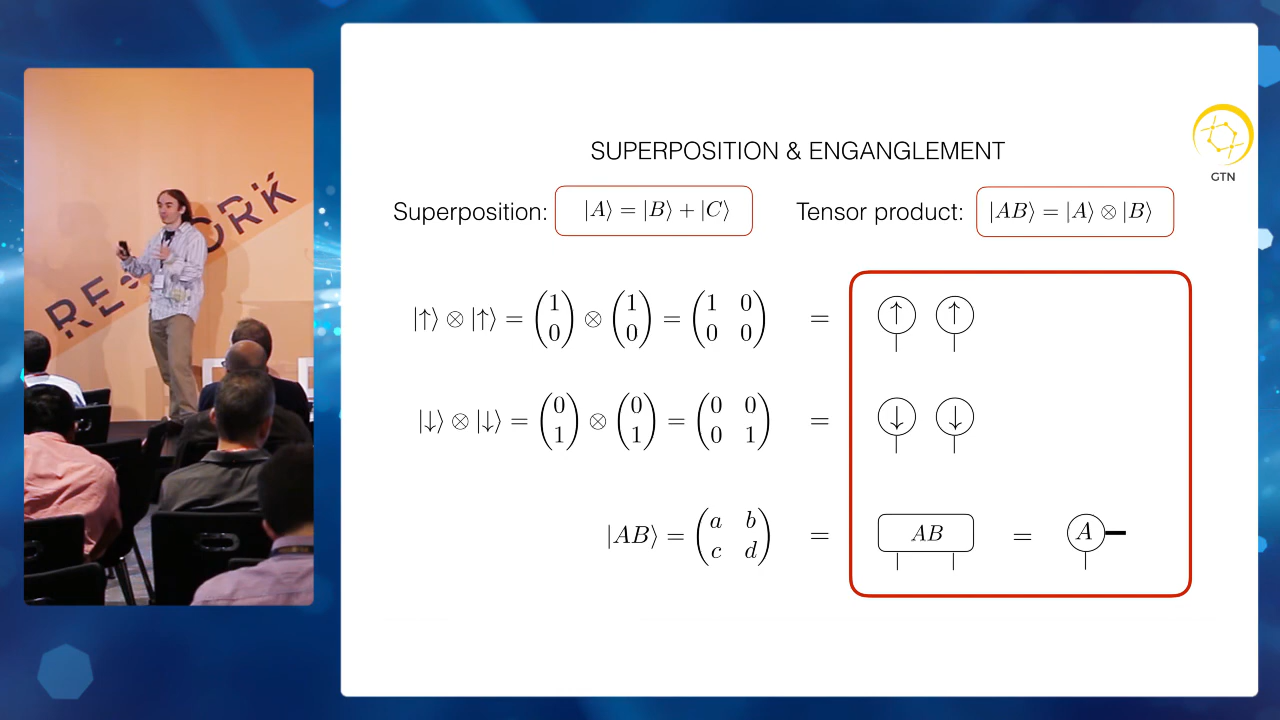 RE•WORK
SUPERPOSITION & ENGANGLEMENT
GTN
Superposition: |A⟩ = |B⟩ + |C⟩ Tensor product: |AB⟩ = |A⟩ ⊗ |B⟩
|↑⟩ ⊗ |↑⟩ = (1 0) ⊗ (1 0) = (1 0 0 0) = ↑ ↑
|↓⟩ ⊗ |↓⟩ = (0 1) ⊗ (0 1) = (0 0 0 1) = ↓ ↓
|AB⟩ = (a b c d) = AB = A